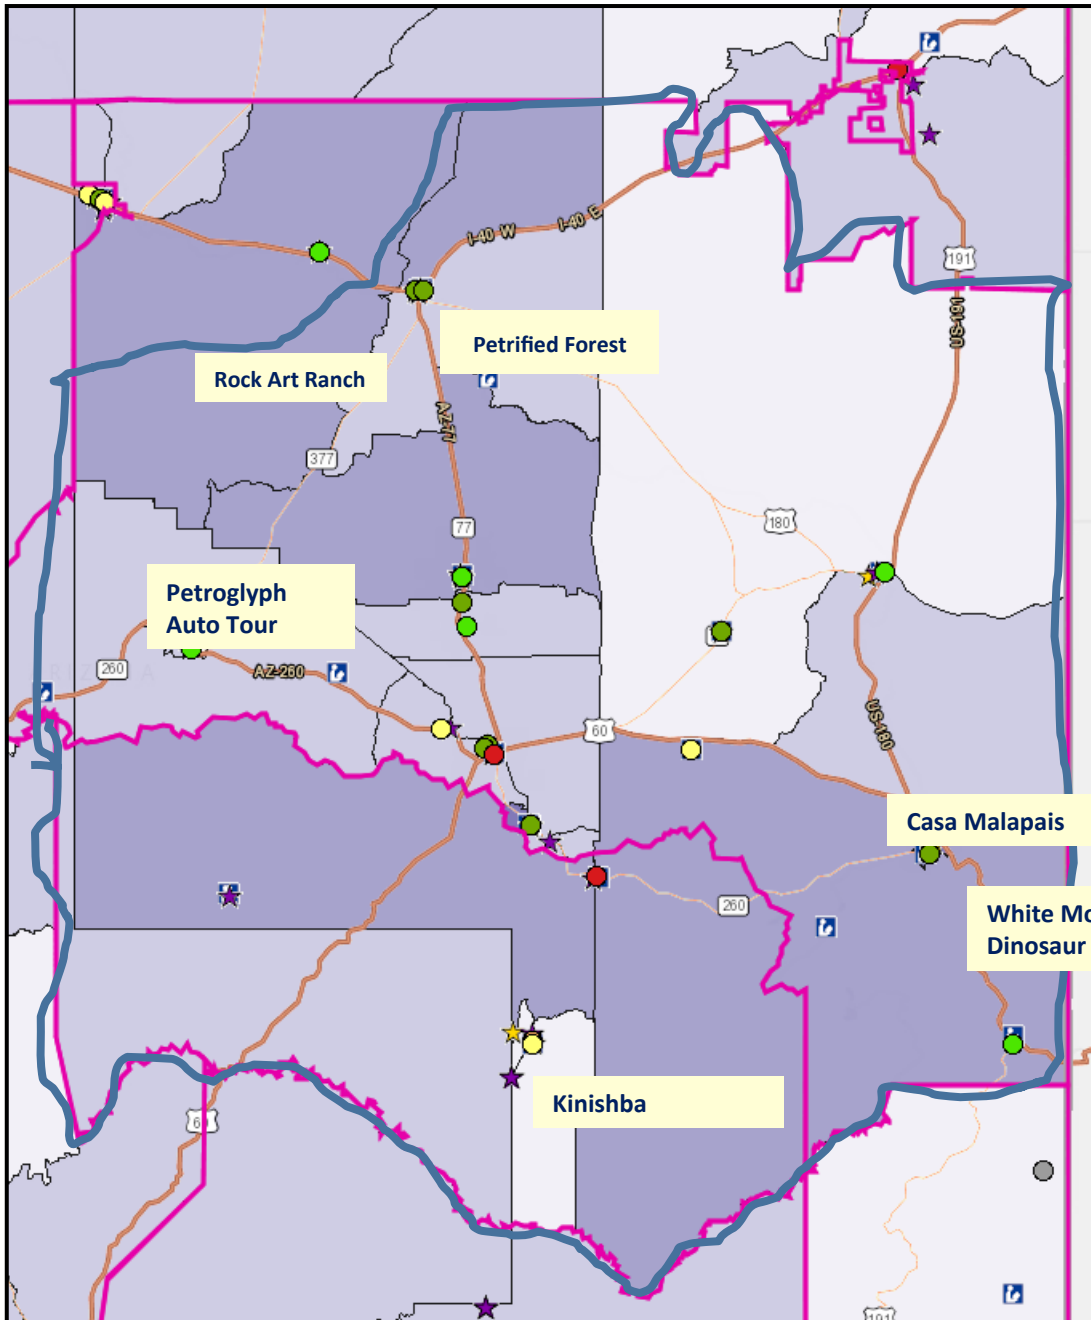 I-40 W
I-40 E
191
US-191
Petrified Forest
Rock Art Ranch
AZ-77
377
77
180
Petroglyph
Auto Tour
260
AZ-260
60
US-180
Casa Malapais
260
White Mo
Dinosaur
Kinishba
6
191